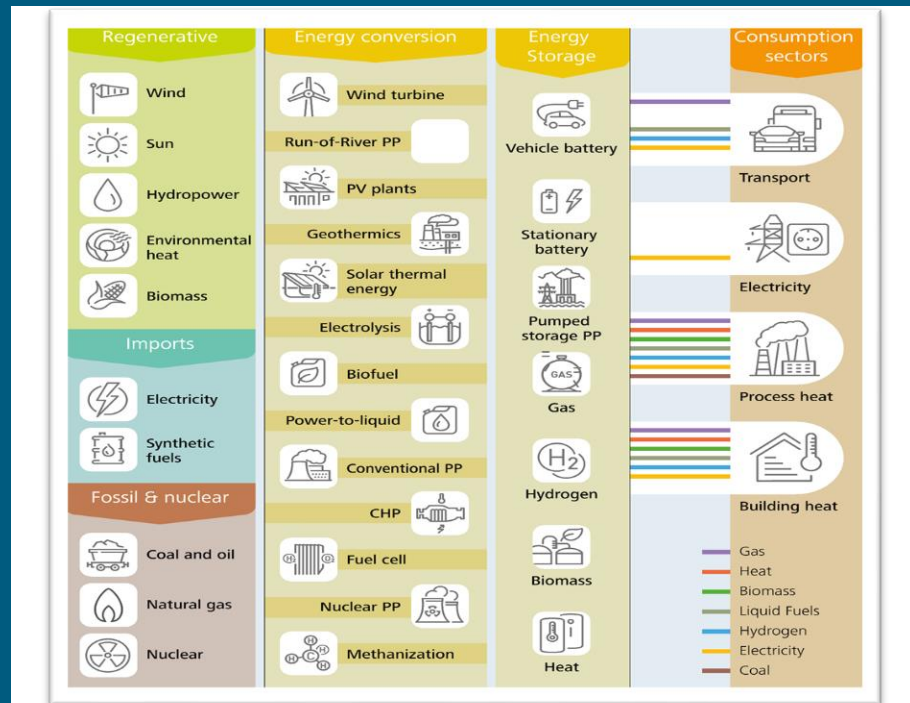 Regenerative
Wind
Sun
Hydropower
Environmental
heat
Biomass
Imports
Electricity
Synthetic
fuels
Fossil & nuclear
Coal and oil
Natural gas
Nuclear
Energy conversion
Wind turbine
Run-of-River PP
PV plants
Geothermics
Solar thermal
energy
Electrolysis
Biofuel
Power-to-liquid
Conventional PP
CHP
Fuel cell
H
O
Nuclear PP
Methanization
H
H
C
H
H
Energy
Storage
Vehicle battery
Stationary
battery
Pumped
storage PP
GAS
Gas
H2
Hydrogen
Biomass
Heat
Consumption
sectors
Transport
Electricity
Process heat
Building heat
Gas
Heat
Biomass
Liquid Fuels
Hydrogen
Electricity
Coal